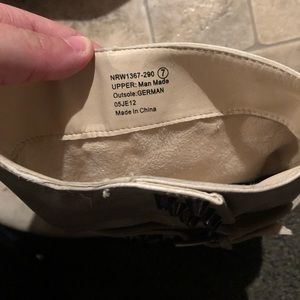 NRW1367-290 7
UPPER: Man Made
Outsole:GERMAN
05JE12
Made in China